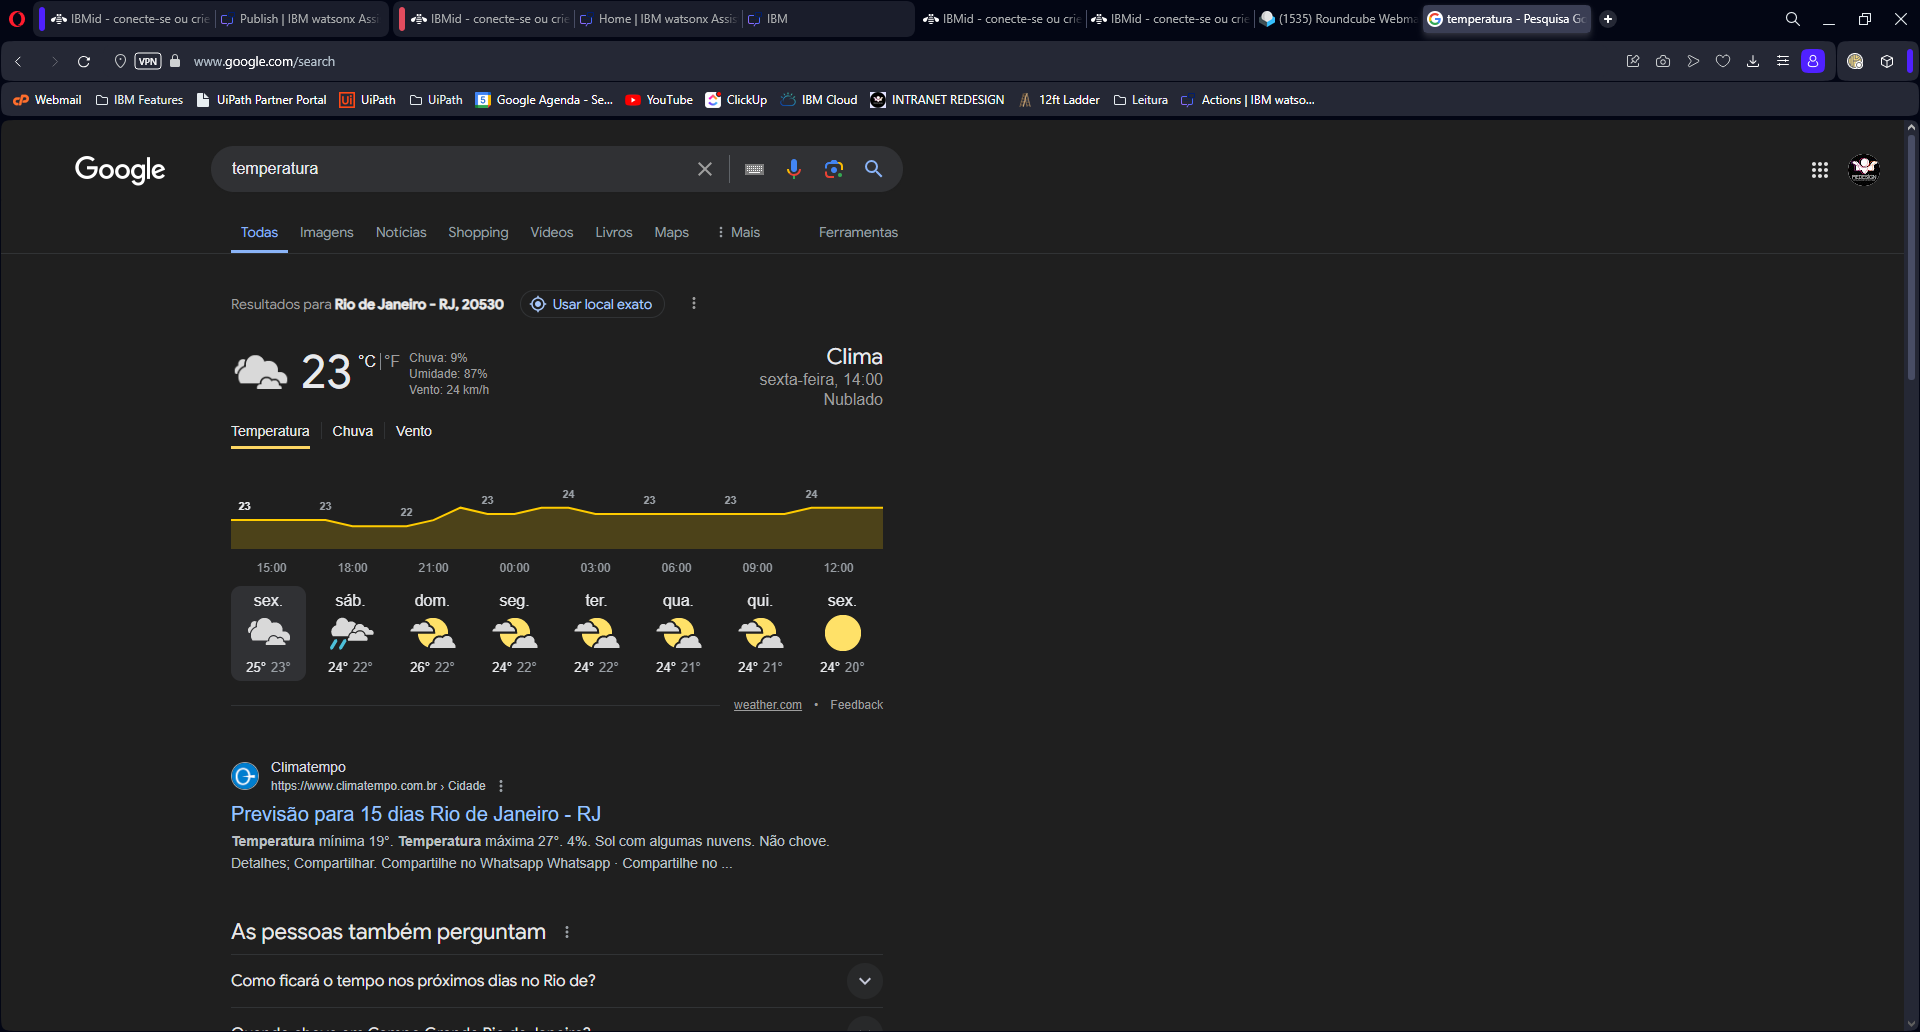 IBMid - conecte-se ou crie
Publish | IBM watsonx Assi
IBMid - conecte-se ou crie
Home | IBM watsonx Assis
IBM
IBMid - conecte-se ou crie
IBMid - conecte-se ou crie
(1535) Roundcube Webma
temperatura - Pesquisa Go
VPN
www.google.com/search
Webmail
IBM Features
UiPath Partner Portal
UiPath
UiPath
Google Agenda - Se...
YouTube
ClickUp
IBM Cloud
INTRANET REDESIGN
12ft Ladder
Leitura
Actions | IBM watso...
Google
temperatura
Todas
Imagens
Notícias
Shopping
Vídeos
Livros
Maps
Mais
Ferramentas
Resultados para Rio de Janeiro - RJ, 20530
Usar local exato
23 °C | °F
Chuva: 9%
Umidade: 87%
Vento: 24 km/h
Clima
sexta-feira, 14:00
Nublado
Temperatura
Chuva
Vento
23 23 22 23 24 23 23 24
15:00 18:00 21:00 00:00 03:00 06:00 09:00 12:00
sex. sáb. dom. seg. ter. qua. qui. sex.
25° 23° 24° 22° 26° 22° 24° 22° 24° 22° 24° 21° 24° 21° 24° 20°
weather.com • Feedback
Climatempo
https://www.climatempo.com.br › Cidade
Previsão para 15 dias Rio de Janeiro - RJ
Temperatura mínima 19°. Temperatura máxima 27°. 4%. Sol com algumas nuvens. Não chove.
Detalhes; Compartilhar. Compartilhe no Whatsapp Whatsapp · Compartilhe no ...
As pessoas também perguntam
Como ficará o tempo nos próximos dias no Rio de?